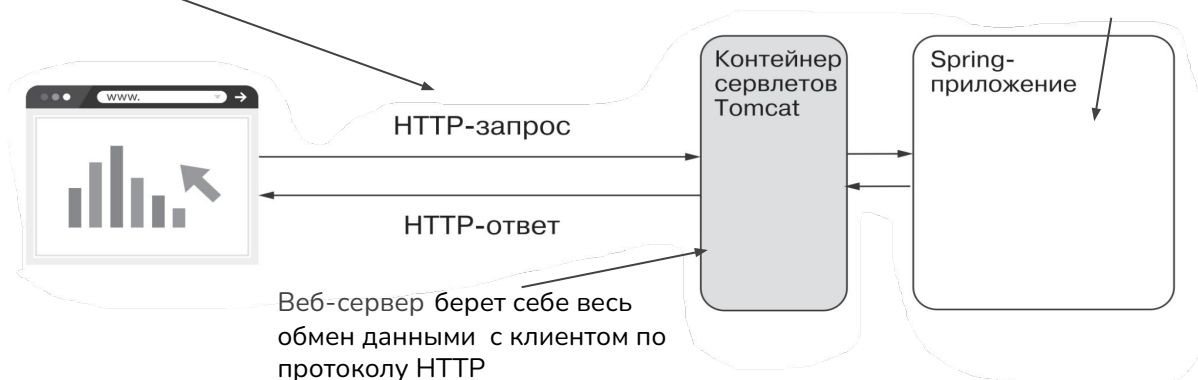 www.
HTTP-запрос
HTTP-ответ
Контейнер
сервлетов
Tomcat
Spring-
приложение
Веб-сервер берет себе весь
обмен данными с клиентом по
протоколу HTTP